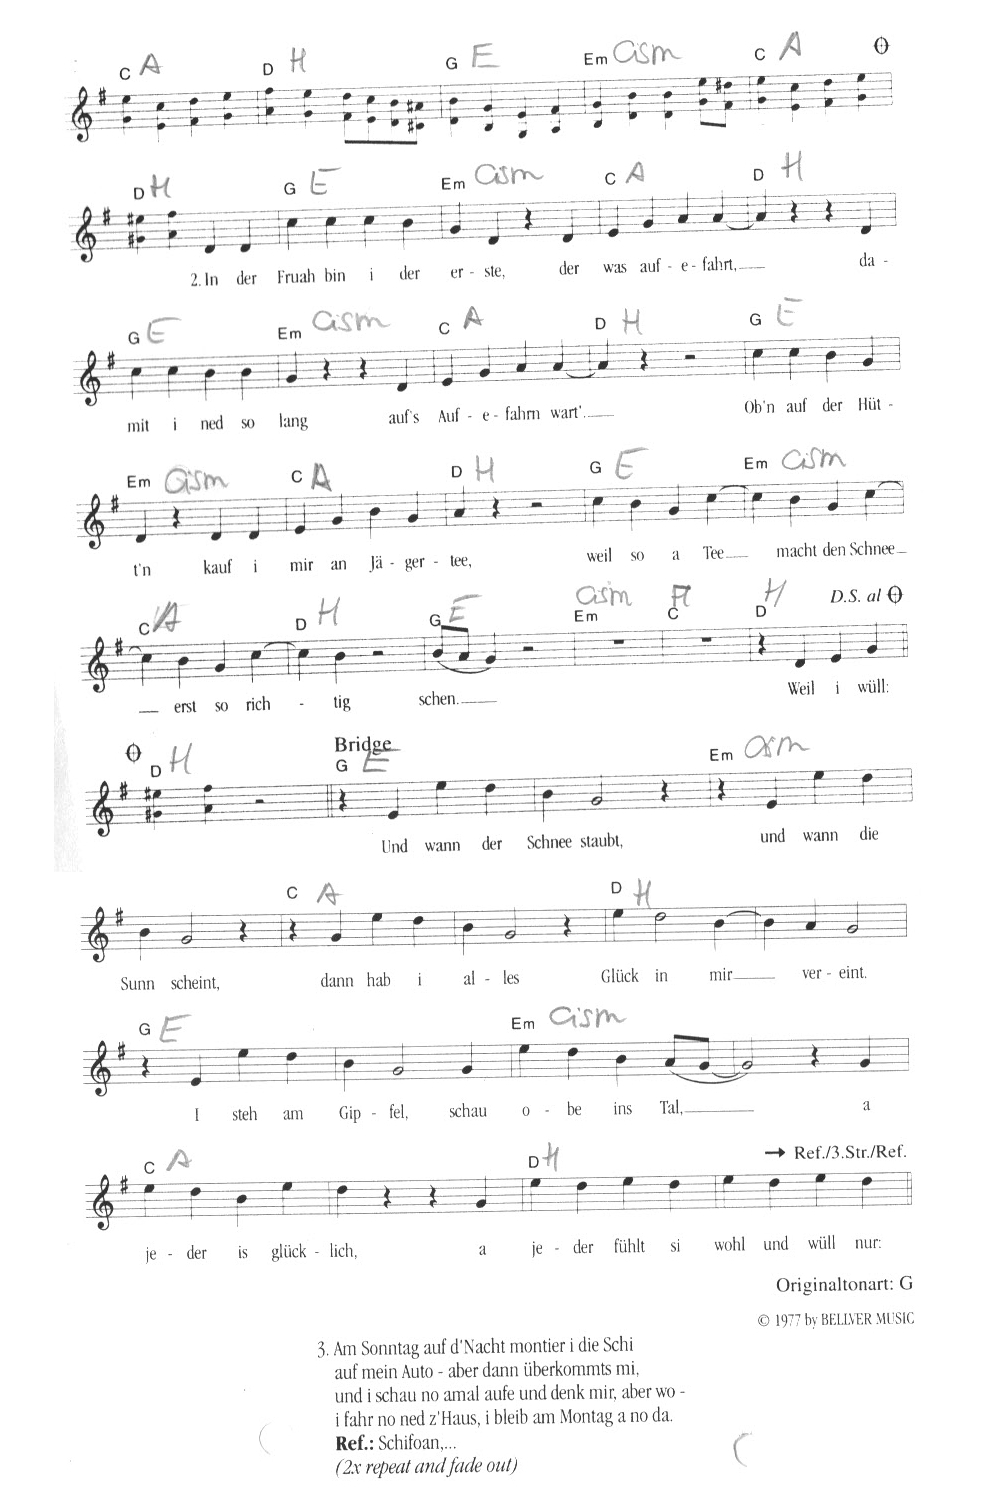 C A D H G E Em Cism C A
D H G E Em Cism C A D H
2. In der Fruah bin i der er - ste, der was auf - e - fahrt, da -
G E Em Cism C A D H G E
mit i ned so lang auf's Auf - e - fahrn wart'. Ob'n auf der Hüt -
Em Cism C A D H G E Em Cism
t'n kauf i mir an Jä - ger - tee, weil so a Tee macht den Schnee
C A D H G E Em Cism C A D H D.S. al
erst so rich - tig schen. Weil i wüll:
Bridge
D H G E Em Cism
Und wann der Schnee staubt, und wann die
C A D H
Sunn scheint, dann hab i al - les Glück in mir ver - eint.
G E Em Cism
I steh am Gip - fel, schau o - be ins Tal, a
C A D H → Ref./3.Str./Ref.
je - der is glück - lich, a je - der fühlt si wohl und wüll nur:
Originaltonart: G
© 1977 by BELLVER MUSIC
3. Am Sonntag auf d'Nacht montier i die Schi
auf mein Auto - aber dann überkommts mi,
und i schau no amal aufe und denk mir, aber wo -
i fahr no ned z'Haus, i bleib am Montag a no da.
Ref.: Schifoan,...
(2x repeat and fade out)